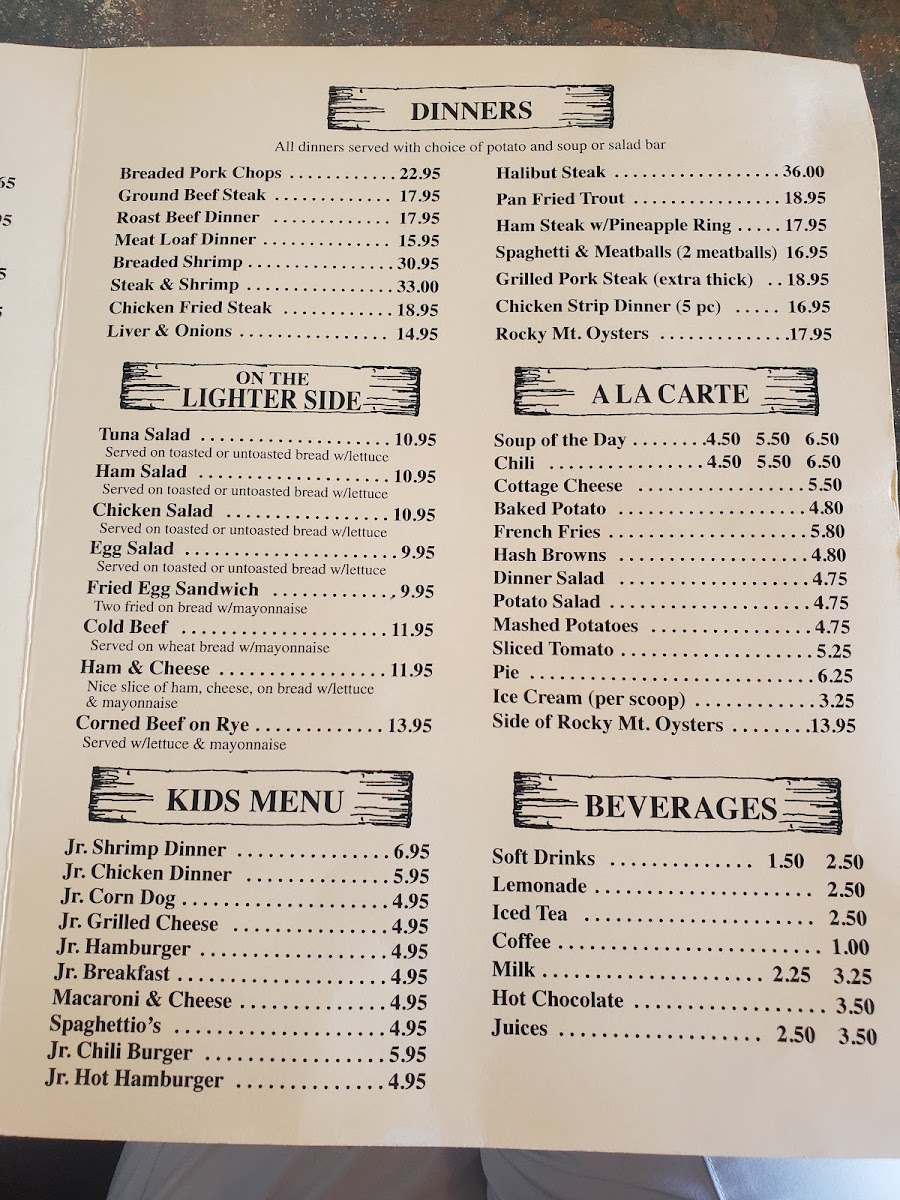 DINNERS
All dinners served with choice of potato and soup or salad bar
Breaded Pork Chops ............ 22.95
Ground Beef Steak ............. 17.95
Roast Beef Dinner ............. 17.95
Meat Loaf Dinner .............. 15.95
Breaded Shrimp ................ 30.95
Steak & Shrimp ................ 33.00
Chicken Fried Steak ............ 18.95
Liver & Onions ................ 14.95
Halibut Steak .................. 36.00
Pan Fried Trout ................ 18.95
Ham Steak w/Pineapple Ring ..... 17.95
Spaghetti & Meatballs (2 meatballs) 16.95
Grilled Pork Steak (extra thick) .. 18.95
Chicken Strip Dinner (5 pc) ..... 16.95
Rocky Mt. Oysters .............. 17.95
ON THE
LIGHTER SIDE
Tuna Salad .................... 10.95
Served on toasted or untoasted bread w/lettuce
Ham Salad .................... 10.95
Served on toasted or untoasted bread w/lettuce
Chicken Salad ................. 10.95
Served on toasted or untoasted bread w/lettuce
Egg Salad ...................... 9.95
Served on toasted or untoasted bread w/lettuce
Fried Egg Sandwich ............. 9.95
Two fried on bread w/mayonnaise
Cold Beef ..................... 11.95
Served on wheat bread w/mayonnaise
Ham & Cheese ................. 11.95
Nice slice of ham, cheese, on bread w/lettuce
& mayonnaise
Corned Beef on Rye ............. 13.95
Served w/lettuce & mayonnaise
A LA CARTE
Soup of the Day ........ 4.50 5.50 6.50
Chili ................ 4.50 5.50 6.50
Cottage Cheese ................. 5.50
Baked Potato ................... 4.80
French Fries .................... 5.80
Hash Browns ................... 4.80
Dinner Salad ................... 4.75
Potato Salad .................... 4.75
Mashed Potatoes ................ 4.75
Sliced Tomato ................... 5.25
Pie ............................ 6.25
Ice Cream (per scoop) ............ 3.25
Side of Rocky Mt. Oysters ........ 13.95
KIDS MENU
Jr. Shrimp Dinner ............... 6.95
Jr. Chicken Dinner .............. 5.95
Jr. Corn Dog .................... 4.95
Jr. Grilled Cheese ............... 4.95
Jr. Hamburger .................. 4.95
Jr. Breakfast .................... 4.95
Macaroni & Cheese .............. 4.95
Spaghettio's .................... 4.95
Jr. Chili Burger ................. 5.95
Jr. Hot Hamburger .............. 4.95
BEVERAGES
Soft Drinks .............. 1.50 2.50
Lemonade ..................... 2.50
Iced Tea ...................... 2.50
Coffee ......................... 1.00
Milk ..................... 2.25 3.25
Hot Chocolate .................. 3.50
Juices .................... 2.50 3.50